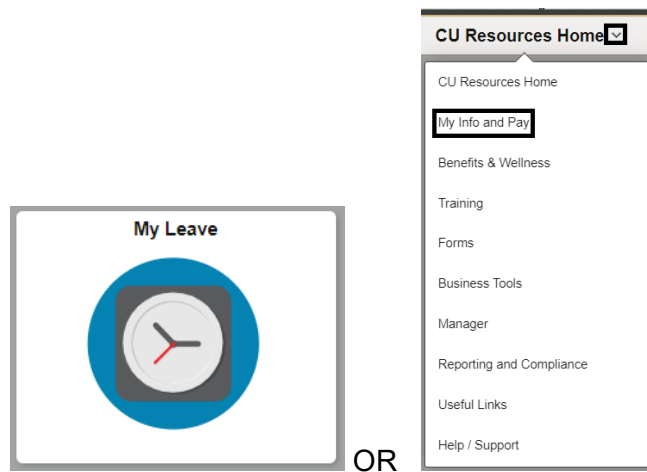 CU Resources Home
CU Resources Home
My Info and Pay
Benefits & Wellness
Training
Forms
Business Tools
Manager
Reporting and Compliance
Useful Links
Help / Support
My Leave
OR